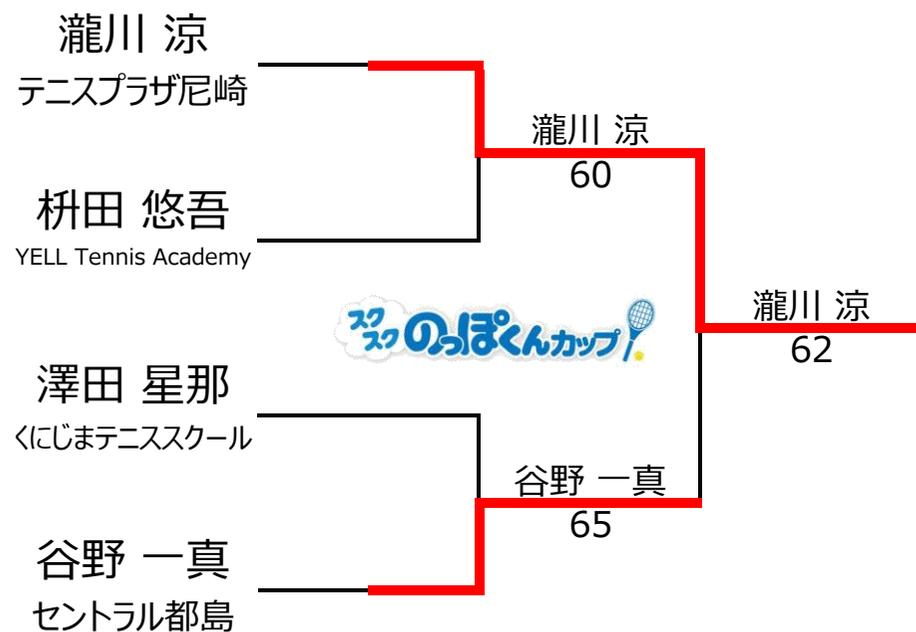 瀧川 涼
テニスプラザ尼崎
瀧川 涼
60
枡田 悠吾
YELL Tennis Academy
スク
スク
のっぽくんカップ
瀧川 涼
62
澤田 星那
くにじまテニススクール
谷野 一真
65
谷野 一真
セントラル都島